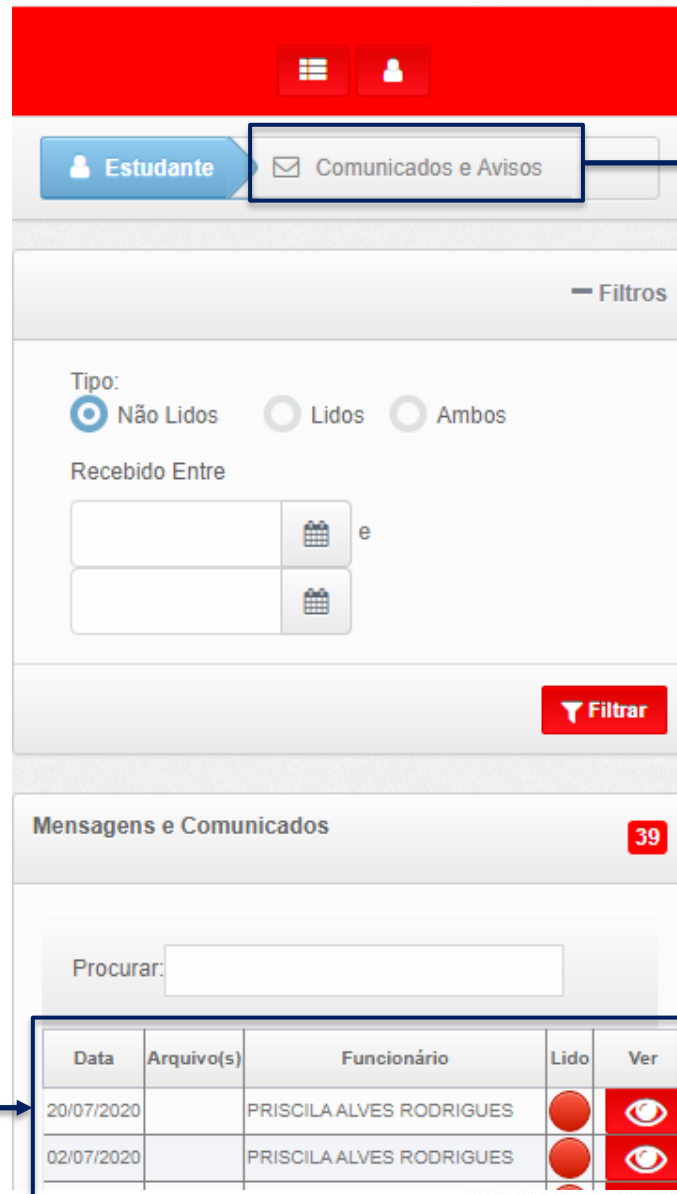 Estudante Comunicados e Avisos
Filtros
Tipo:
Não Lidos Lidos Ambos
Recebido Entre
e
Filtrar
Mensagens e Comunicados 39
Procurar:
Data Arquivo(s) Funcionário Lido Ver
20/07/2020 PRISCILA ALVES RODRIGUES
02/07/2020 PRISCILA ALVES RODRIGUES